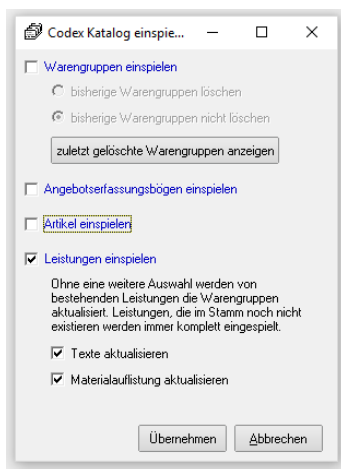 Codex Katalog einspie...
Warengruppen einspielen
bisherige Warengruppen löschen
bisherige Warengruppen nicht löschen
zuletzt gelöschte Warengruppen anzeigen
Angebotserfassungsbögen einspielen
Artikel einspielen
Leistungen einspielen
Ohne eine weitere Auswahl werden von
bestehenden Leistungen die Warengruppen
aktualisiert. Leistungen, die im Stamm noch nicht
existieren werden immer komplett eingespielt.
Texte aktualisieren
Materialauflistung aktualisieren
Übernehmen
Abbrechen